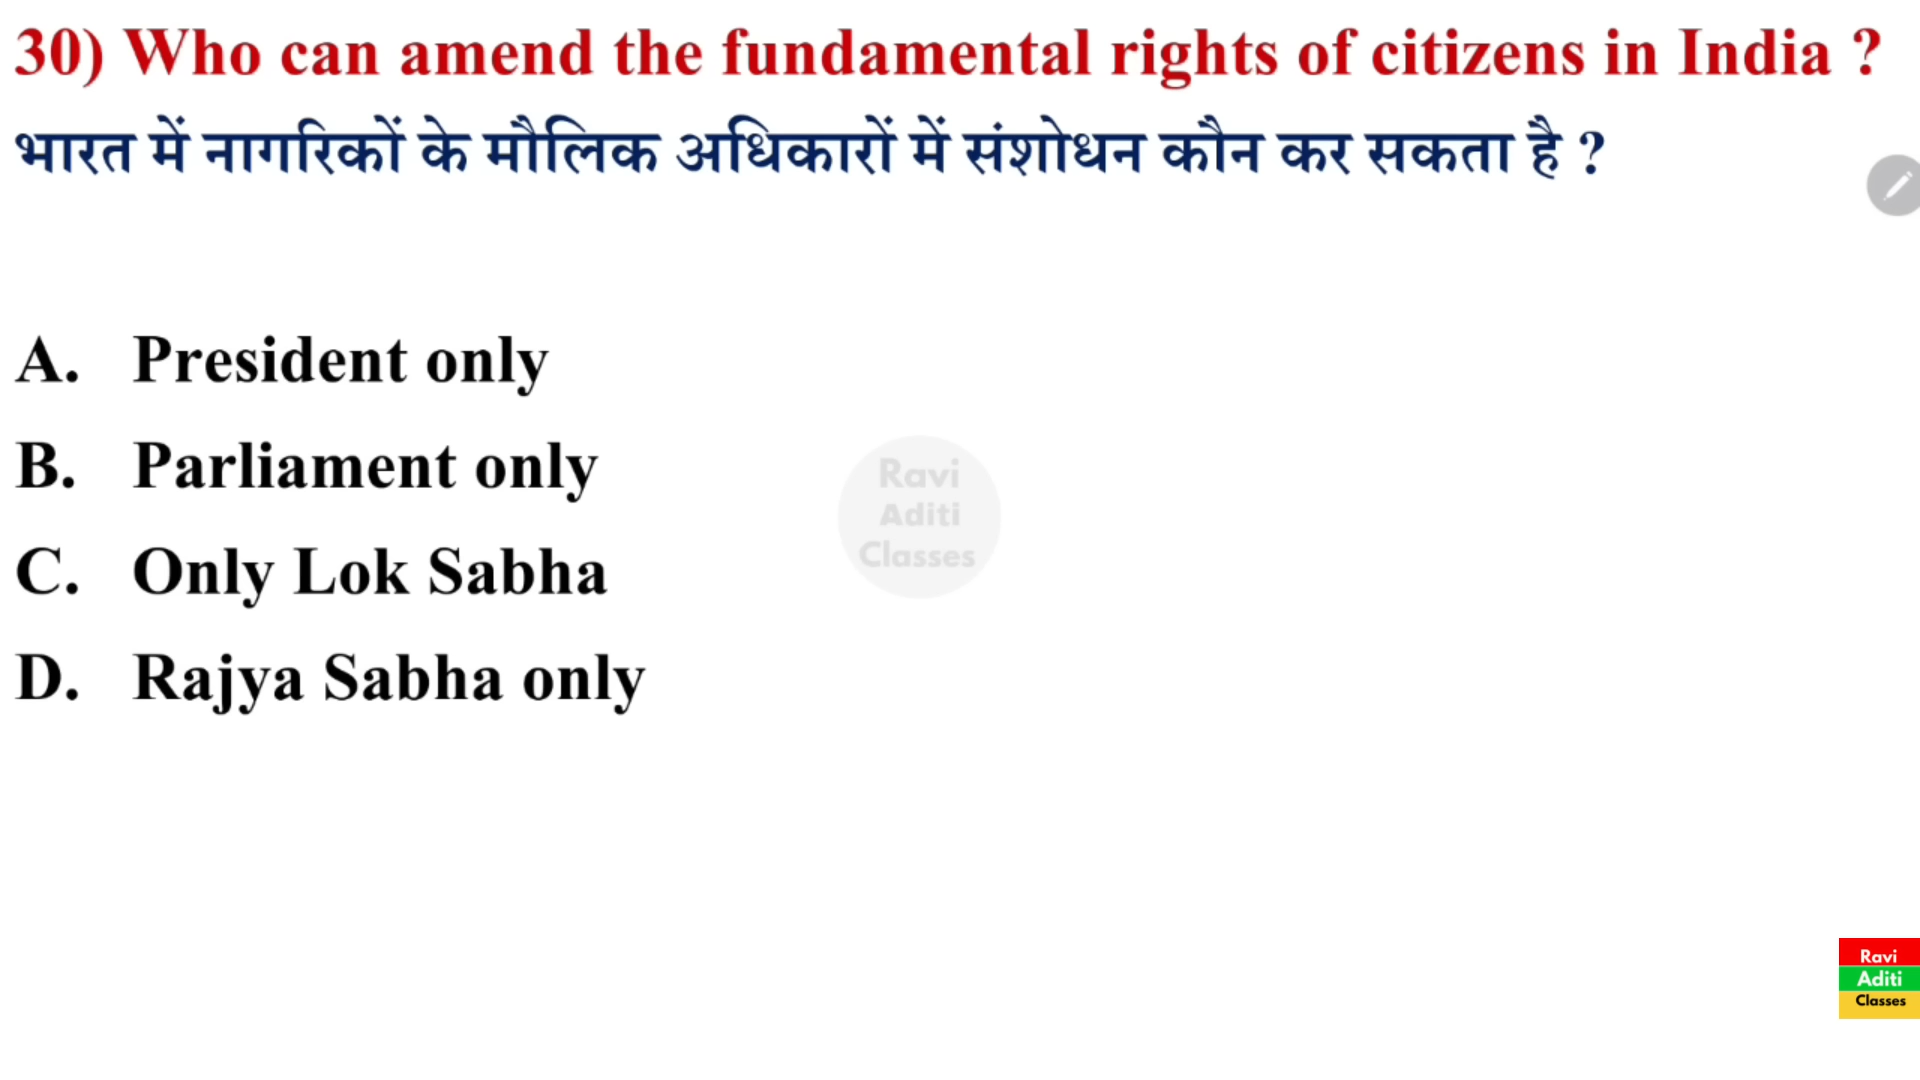 30) Who can amend the fundamental rights of citizens in India ?
भारत में नागरिकों के मौलिक अधिकारों में संशोधन कौन कर सकता है ?
A. President only
B. Parliament only
C. Only Lok Sabha
D. Rajya Sabha only
Ravi
Aditi
Classes
Ravi
Aditi
Classes